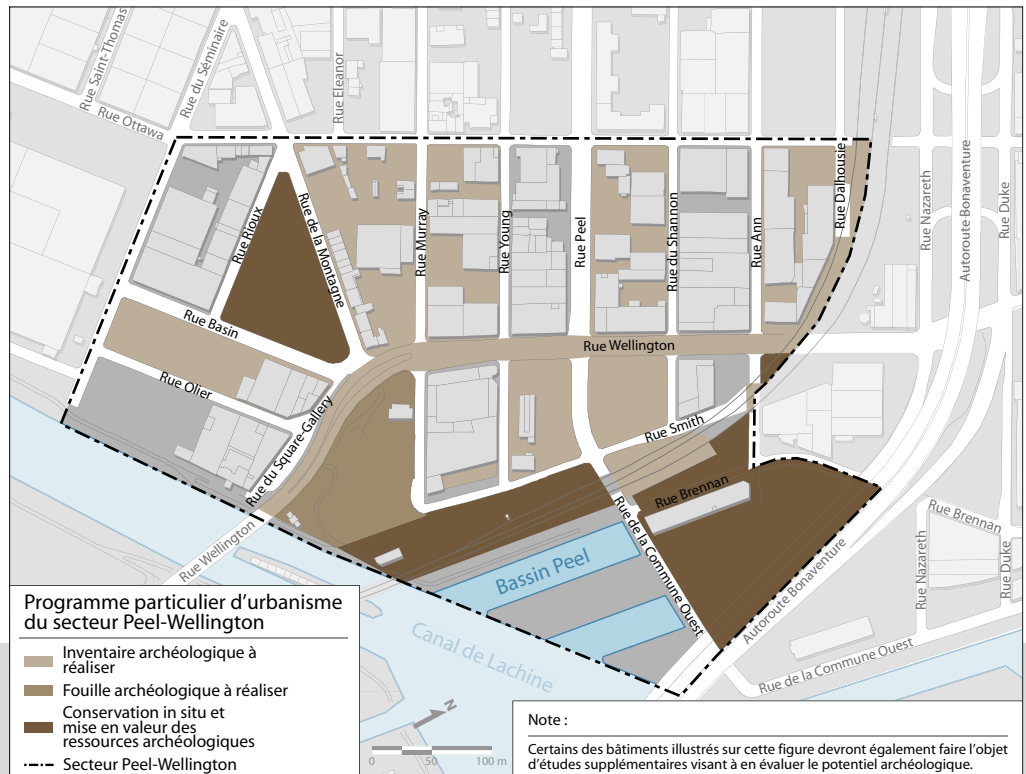 Rue Saint-Thomas
Rue du Séminaire
Rue Eleanor
Rue Ottawa
Rue Rioux
Rue de la Montagne
Rue Murray
Rue Young
Rue Peel
Rue du Shannon
Rue Ann
Rue Dalhousie
Rue Nazareth
Autoroute Bonaventure
Rue Duke
Rue Basin
Rue Wellington
Rue Olier
Rue du Square-Gallery
Rue Smith
Rue Brennan
Rue Wellington
Bassin Peel
Rue de la Commune Ouest
Rue Brennan
Rue Nazareth
Rue Duke
Autoroute Bonaventure
Canal de Lachine
Rue de la Commune Ouest
Programme particulier d'urbanisme
du secteur Peel-Wellington
Inventaire archéologique à
réaliser
Fouille archéologique à réaliser
Conservation in situ et
mise en valeur des
ressources archéologiques
Secteur Peel-Wellington
N
0 50 100 m
Note :
Certains des bâtiments illustrés sur cette figure devront également faire l'objet
d'études supplémentaires visant à en évaluer le potentiel archéologique.